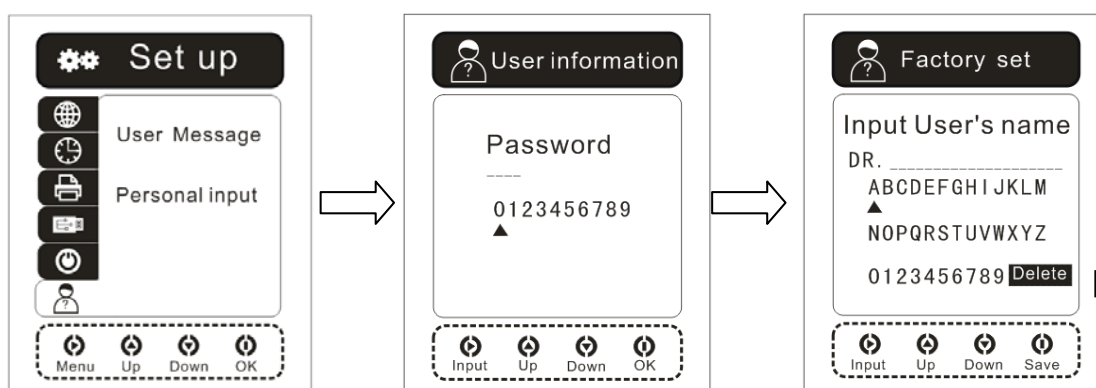 Set up
User Message
Personal input
Menu Up Down OK
User information
Password
----
0123456789
Input Up Down OK
Factory set
Input User's name
DR.____________________
ABCDEFGHIJKLM
NOPQRSTUVWXYZ
0123456789 Delete
Input Up Down Save